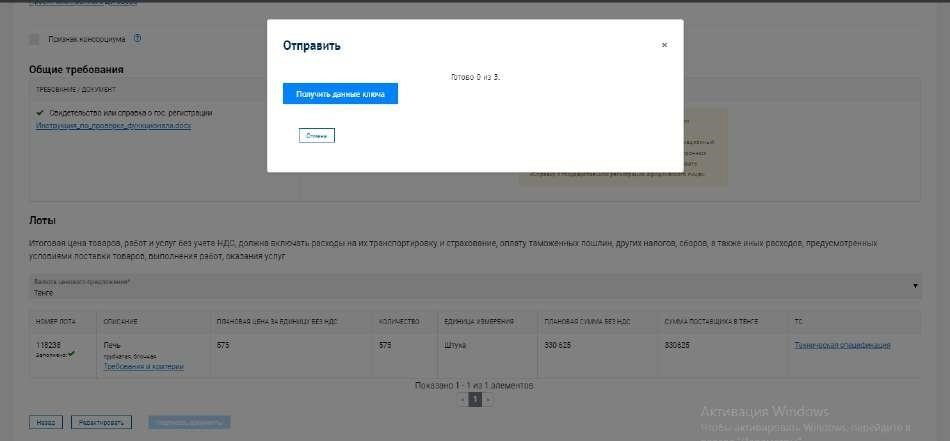 Признак консорциума
Отправить
Готово 0 из 3.
Получить данные ключа
Отмена
Общие требования
ТРЕБОВАНИЕ / ДОКУМЕНТ
Свидетельство или справка о гос. регистрации
Инструкция_по_проверке_функционала.docx
Лоты
Итоговая цена товаров, работ и услуг без учета НДС, должна включать расходы на их транспортировку и страхование, оплату таможенных пошлин, других налогов, сборов, а также иных расходов, предусмотренных
условиями поставки товаров, выполнения работ, оказания услуг
Валюта ценового предложения*
Тенге
НОМЕР ЛОТА ОПИСАНИЕ ПЛАНОВАЯ ЦЕНА ЗА ЕДИНИЦУ БЕЗ НДС КОЛИЧЕСТВО ЕДИНИЦА ИЗМЕРЕНИЯ ПЛАНОВАЯ СУММА БЕЗ НДС СУММА ПОСТАВЩИКА В ТЕНГЕ ТС
118238 Печь 575 575 Штука 330 625 330625 Техническая спецификация
Заполнено: трубчатая, блочная
Требования и критерии
Показано 1 - 1 из 1 элементов.
« 1 »
Назад Редактировать Подписать документы
Активация Windows
Чтобы активировать Windows, перейдите в